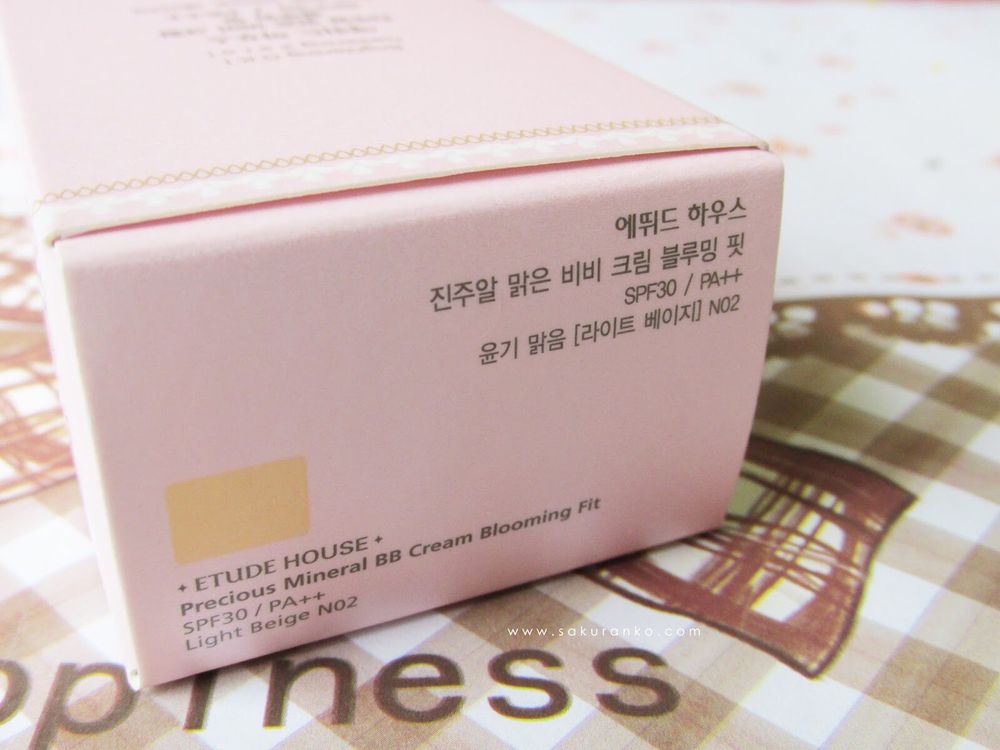 에뛰드 하우스
진주알 맑은 비비 크림 블루밍 핏
SPF30 / PA++
윤기 맑음 [라이트 베이지] N02
ETUDE HOUSE
Precious Mineral BB Cream Blooming Fit
SPF30 / PA++
Light Beige N02
www.sakuranko.com
ppiness